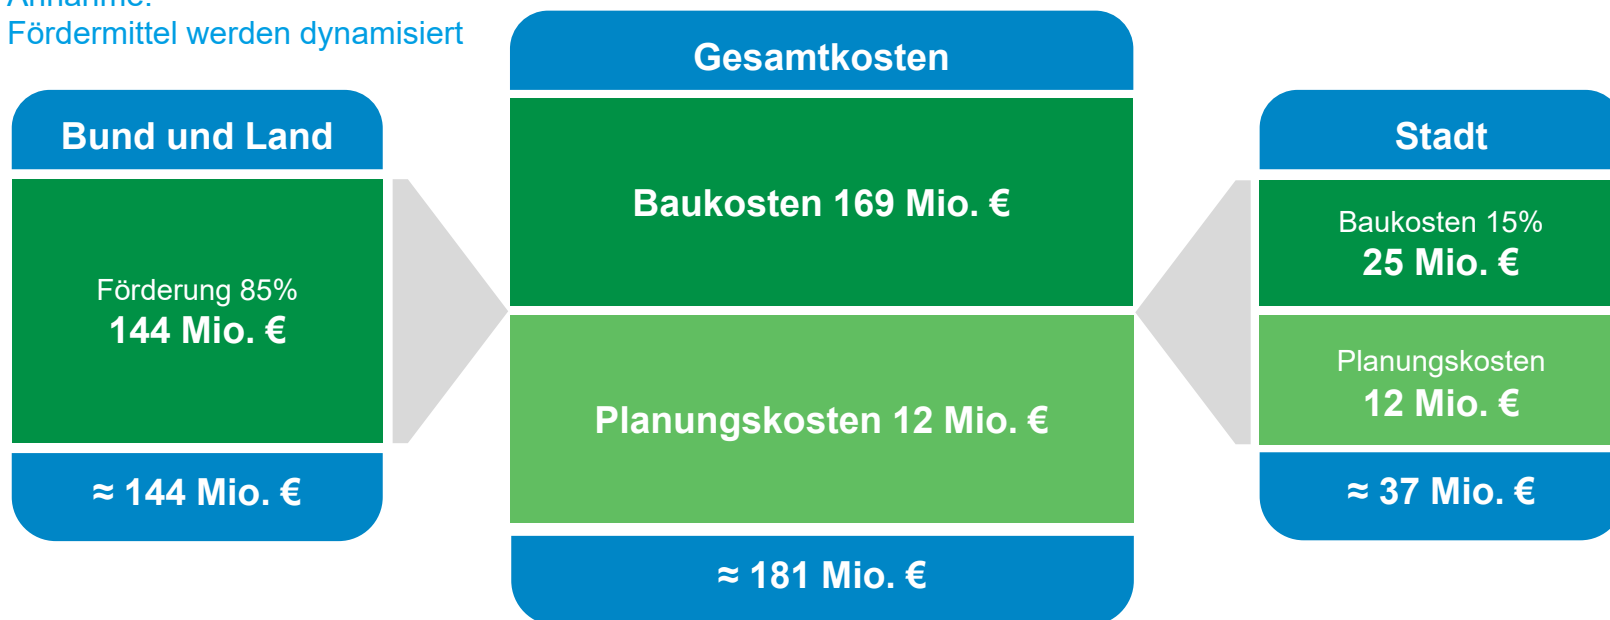 Annahme:
Fördermittel werden dynamisiert
Bund und Land
Förderung 85%
144 Mio. €
≈ 144 Mio. €
Gesamtkosten
Baukosten 169 Mio. €
Planungskosten 12 Mio. €
≈ 181 Mio. €
Stadt
Baukosten 15%
25 Mio. €
Planungskosten
12 Mio. €
≈ 37 Mio. €